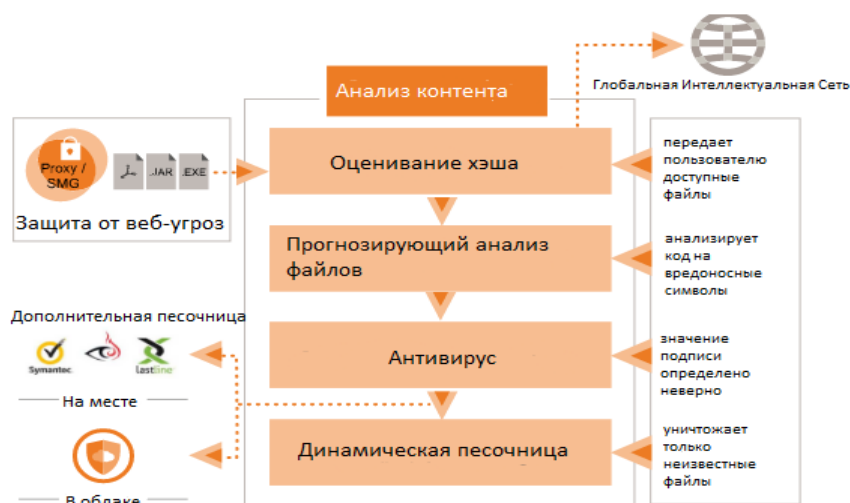 Глобальная Интеллектуальная Сеть
Анализ контента
Proxy /
SMG
.JAR
.EXE
Защита от веб-угроз
Оценивание хэша
передает
пользователю
доступные
файлы
Прогнозирующий анализ
файлов
анализирует
код на
вредоносные
символы
Дополнительная песочница
Symantec
lastline
На месте
Антивирус
значение
подписи
определено
неверно
Динамическая песочница
уничтожает
только
неизвестные
файлы
В облаке